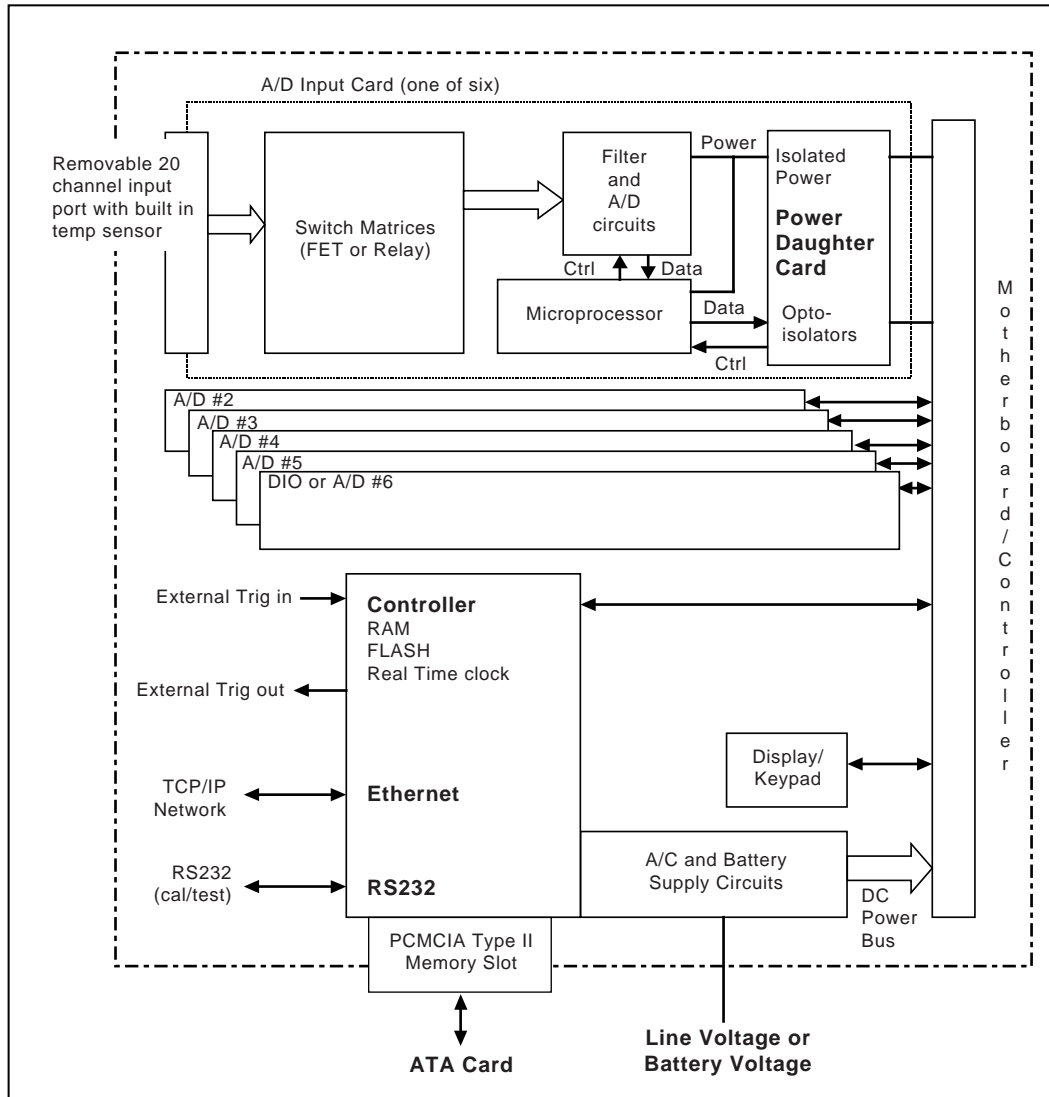 A/D Input Card (one of six)
Removable 20
channel input
port with built in
temp sensor
Switch Matrices
(FET or Relay)
Filter
and
A/D
circuits
Power
Isolated
Power
Power
Daughter
Card
Opto-
isolators
Ctrl
Data
Microprocessor
Data
Ctrl
Motherboard/Controller
A/D #2
A/D #3
A/D #4
A/D #5
DIO or A/D #6
External Trig in
Controller
RAM
FLASH
Real Time clock
External Trig out
Display/
Keypad
TCP/IP
Network
Ethernet
RS232
(cal/test)
RS232
A/C and Battery
Supply Circuits
DC
Power
Bus
PCMCIA Type II
Memory Slot
ATA Card
Line Voltage or
Battery Voltage